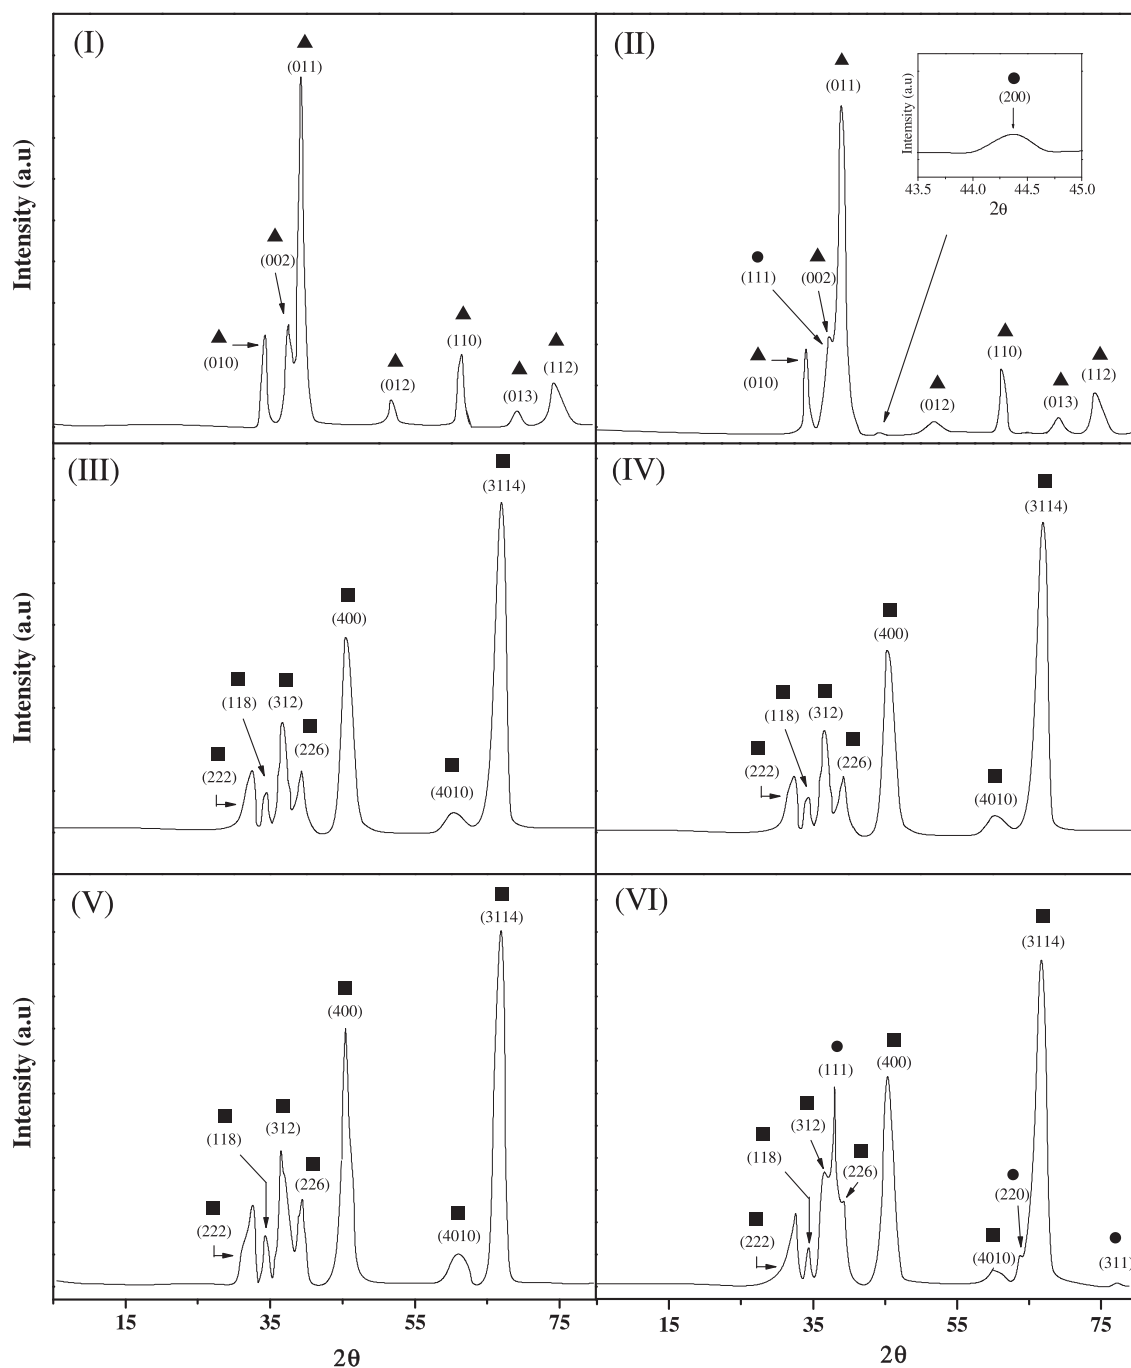 (I)
(011)
(002)
(010)
(012)
(110)
(013)
(112)
Intensity (a.u)
(II)
(011)
(111)
(002)
(010)
(012)
(110)
(013)
(112)
Intemsity (a.u)
(200)
43.5 44.0 44.5 45.0
2θ
(III)
(3114)
(400)
(118)
(312)
(222)
(226)
(4010)
Intensity (a.u)
(IV)
(3114)
(400)
(118)
(312)
(222)
(226)
(4010)
(V)
(3114)
(400)
(118)
(312)
(222)
(226)
(4010)
Intensity (a.u)
15 35 55 75
2θ
(VI)
(3114)
(111)
(400)
(312)
(118)
(226)
(220)
(222)
(4010)
(311)
15 35 55 75
2θ